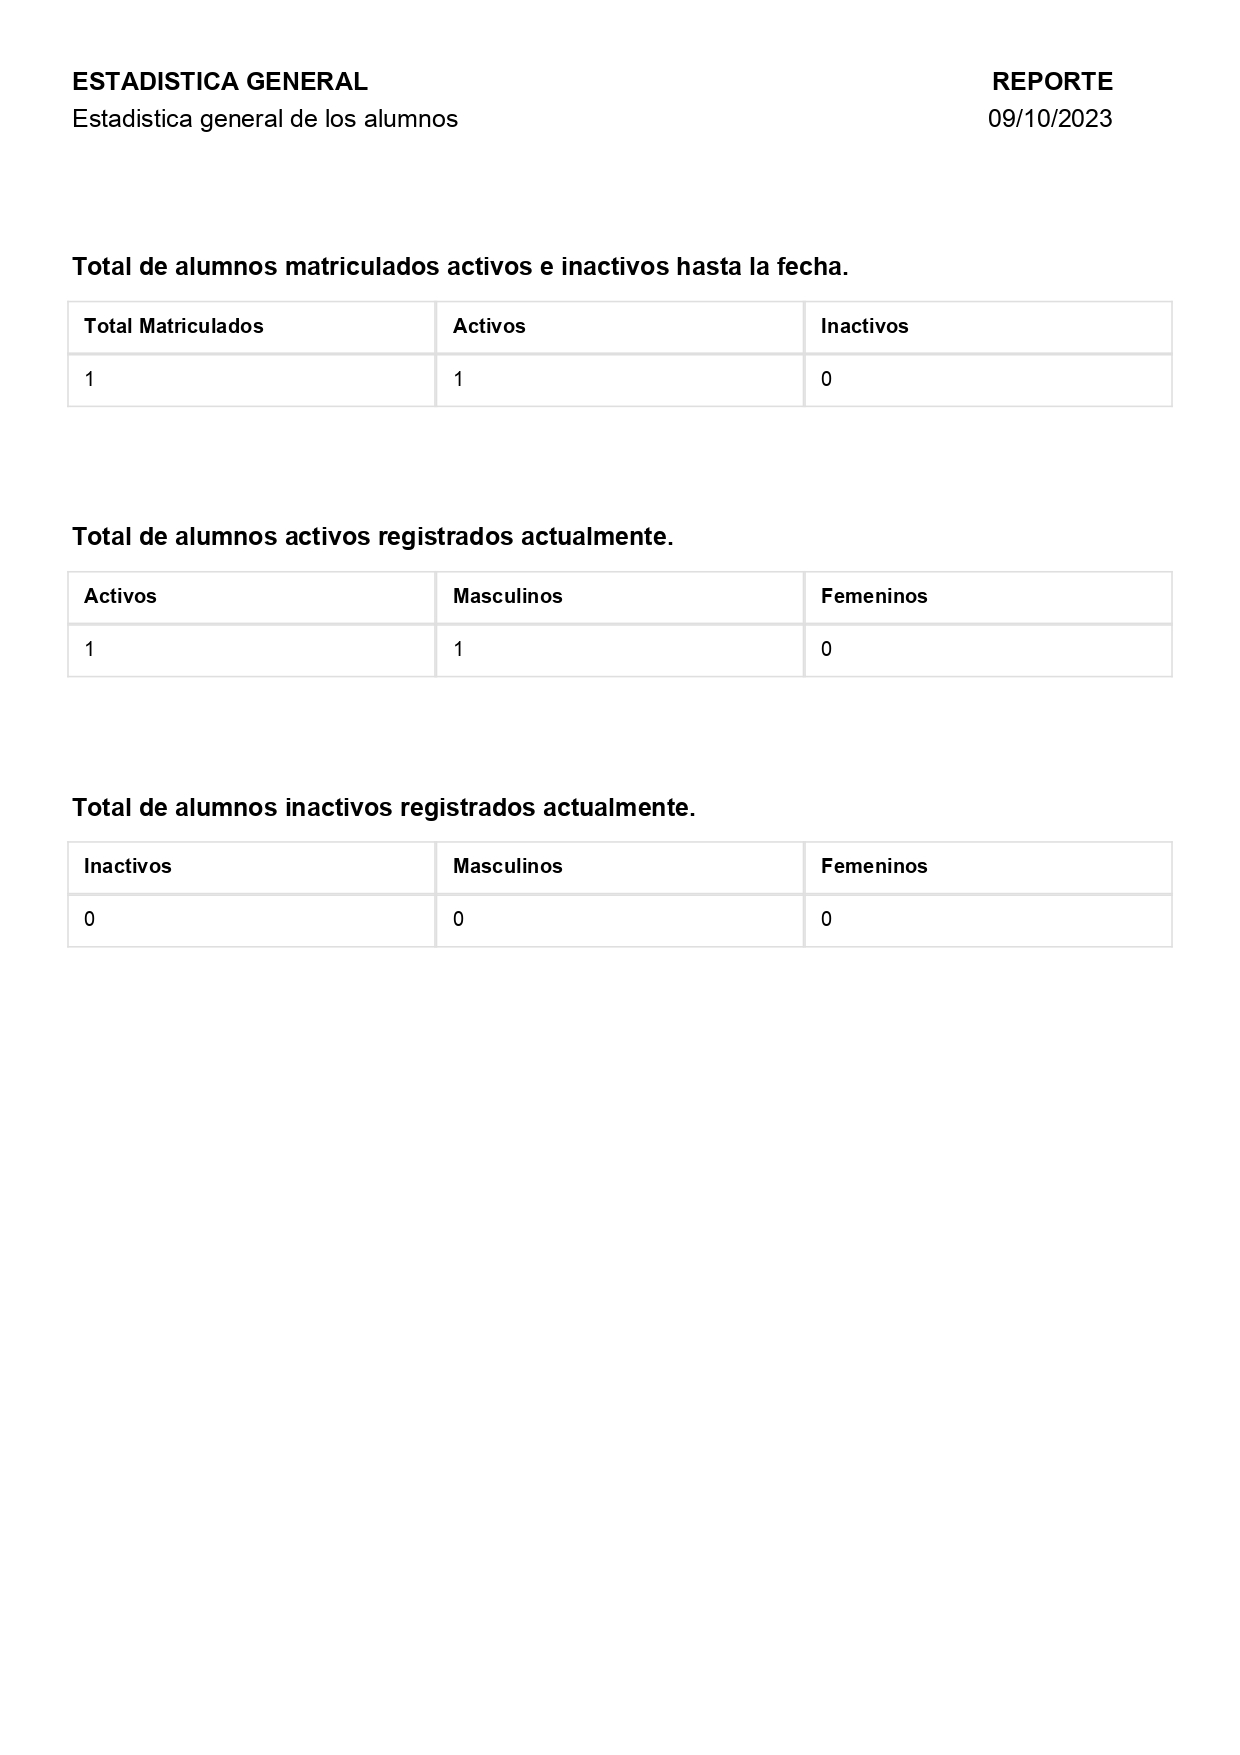 ESTADISTICA GENERAL REPORTE
Estadistica general de los alumnos 09/10/2023
Total de alumnos matriculados activos e inactivos hasta la fecha.
Total Matriculados Activos Inactivos
1 1 0
Total de alumnos activos registrados actualmente.
Activos Masculinos Femeninos
1 1 0
Total de alumnos inactivos registrados actualmente.
Inactivos Masculinos Femeninos
0 0 0